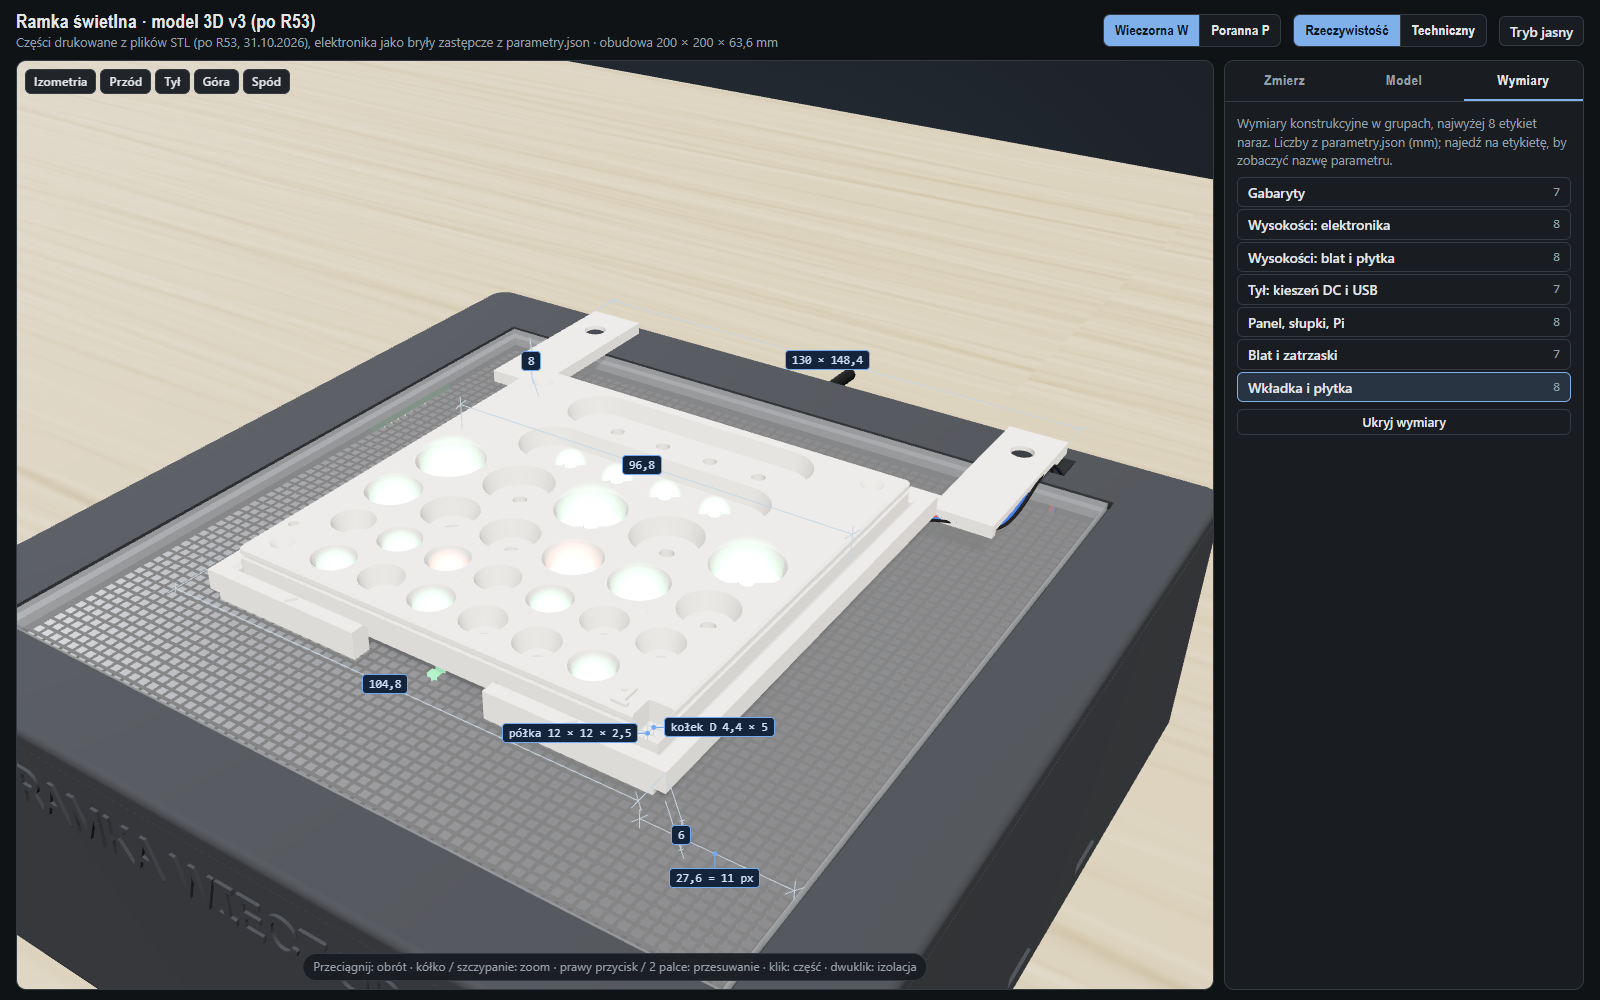 Ramka świetlna · model 3D v3 (po R53)
Części drukowane z plików STL (po R53, 31.10.2026), elektronika jako bryły zastępcze z parametry.json · obudowa 200 × 200 × 63,6 mm
Wieczorna W
Poranna P
Rzeczywistość
Techniczny
Tryb jasny
Izometria
Przód
Tył
Góra
Spód
Zmierz
Model
Wymiary
Wymiary konstrukcyjne w grupach, najwyżej 8 etykiet
naraz. Liczby z parametry.json (mm); najedź na etykietę, by
zobaczyć nazwę parametru.
Gabaryty 7
Wysokości: elektronika 8
Wysokości: blat i płytka 8
Tył: kieszeń DC i USB 7
Panel, słupki, Pi 8
Blat i zatrzaski 7
Wkładka i płytka 8
Ukryj wymiary
8
130 × 148,4
96,8
104,8
półka 12 × 12 × 2,5
kołek D 4,4 × 5
6
27,6 = 11 px
Przeciągnij: obrót · kółko / szczypanie: zoom · prawy przycisk / 2 palce: przesuwanie · klik: część · dwuklik: izolacja